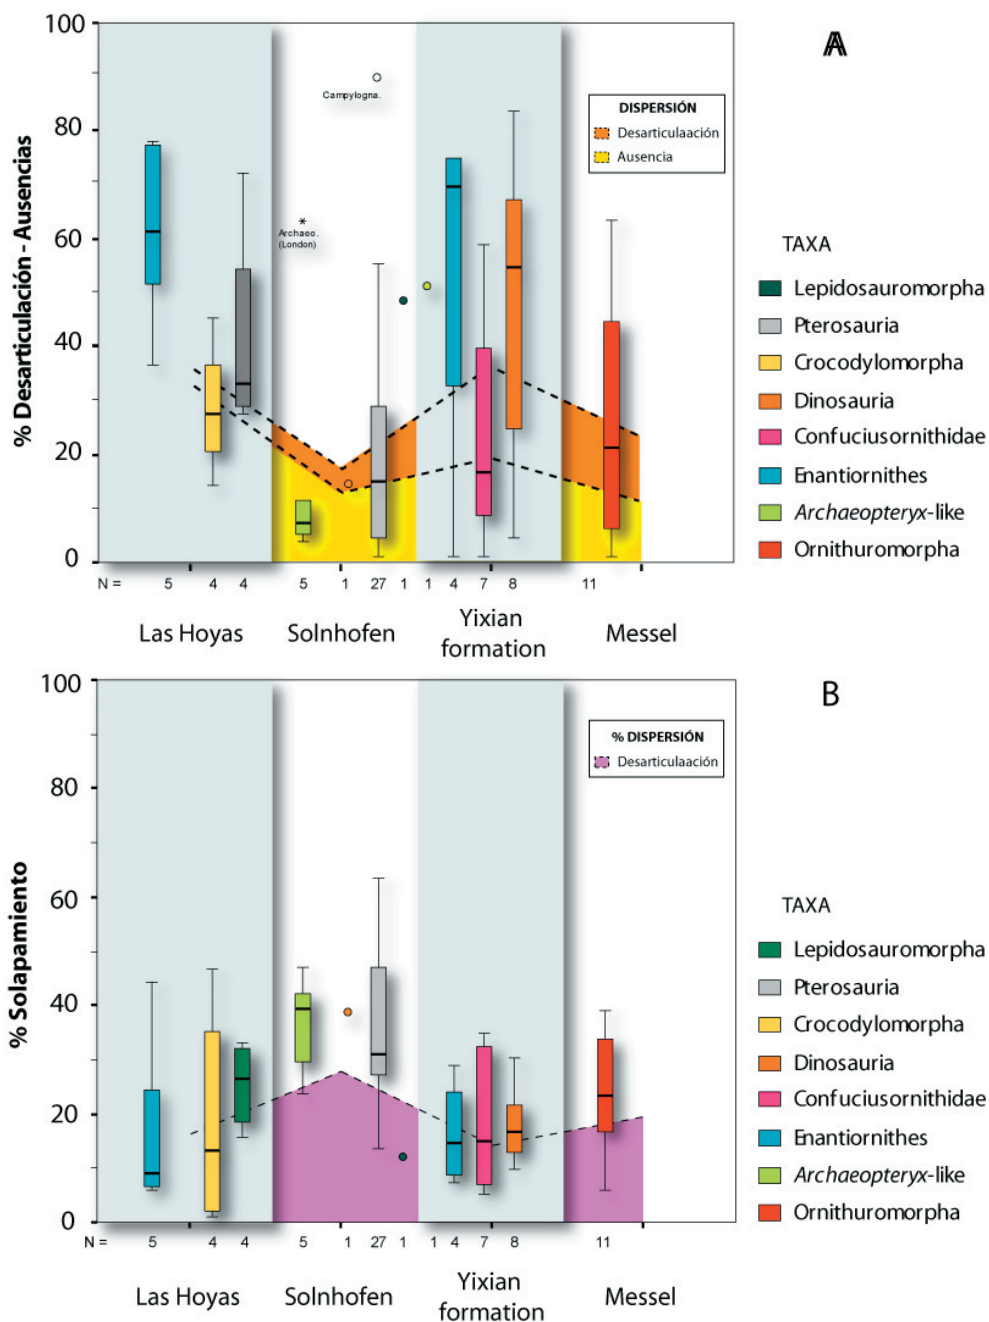 A
100
80
60
40
20
0
% Desarticulación - Ausencias
Campylogna.
*
Archaeo.
(London)
DISPERSIÓN
Desarticulaación
Ausencia
TAXA
Lepidosauromorpha
Pterosauria
Crocodylomorpha
Dinosauria
Confuciusornithidae
Enantiornithes
Archaeopteryx-like
Ornithuromorpha
N = 5 4 4 5 1 27 1 1 4 7 8 11
Las Hoyas Solnhofen Yixian formation Messel
B
100
80
60
40
20
0
% Solapamiento
% DISPERSIÓN
Desarticulaación
TAXA
Lepidosauromorpha
Pterosauria
Crocodylomorpha
Dinosauria
Confuciusornithidae
Enantiornithes
Archaeopteryx-like
Ornithuromorpha
N = 5 4 4 5 1 27 1 1 4 7 8 11
Las Hoyas Solnhofen Yixian formation Messel